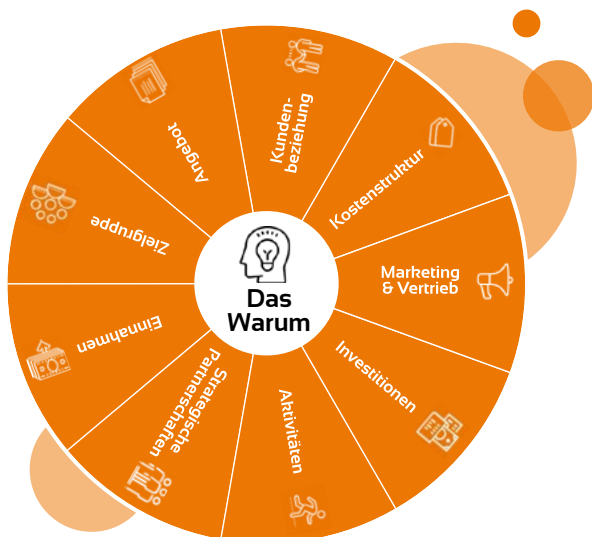 Kunden-
beziehung
Kostenstruktur
Marketing
& Vertrieb
Investitionen
Aktivitäten
Strategische
Partnerschaften
Einnahmen
Zielgruppe
Angebot
Das
Warum